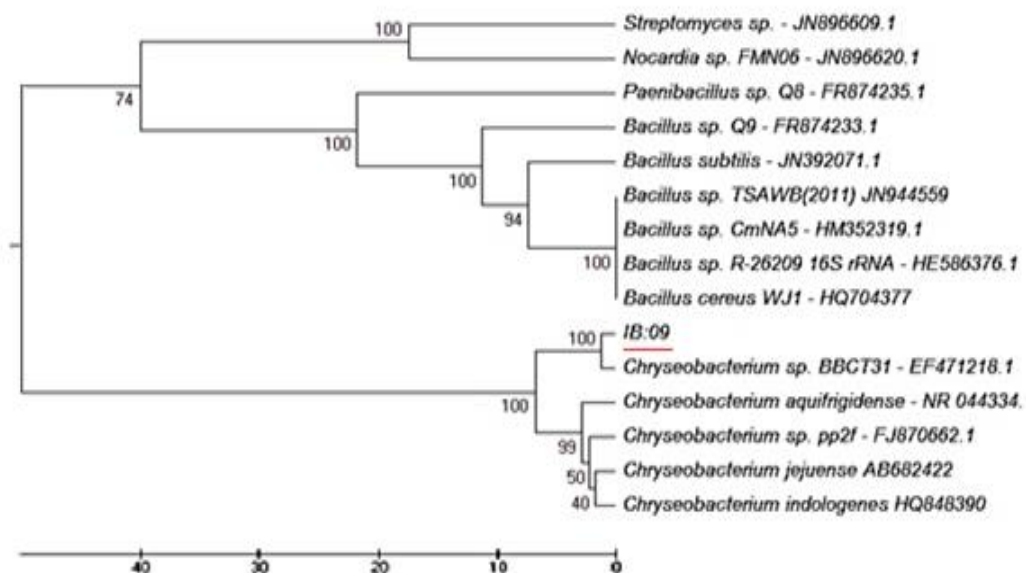 100
Streptomyces sp. - JN896609.1
Nocardia sp. FMN06 - JN896620.1
74
Paenibacillus sp. Q8 - FR874235.1
100
Bacillus sp. Q9 - FR874233.1
100
Bacillus subtilis - JN392071.1
94
Bacillus sp. TSAWB(2011) JN944559
Bacillus sp. CmNA5 - HM352319.1
100
Bacillus sp. R-26209 16S rRNA - HE586376.1
Bacillus cereus WJ1 - HQ704377
100
IB:09
Chryseobacterium sp. BBCT31 - EF471218.1
100
Chryseobacterium aquifrigidense - NR 044334.
99
Chryseobacterium sp. pp2f - FJ870662.1
50
Chryseobacterium jejuense AB682422
40
Chryseobacterium indologenes HQ848390
40 30 20 10 0